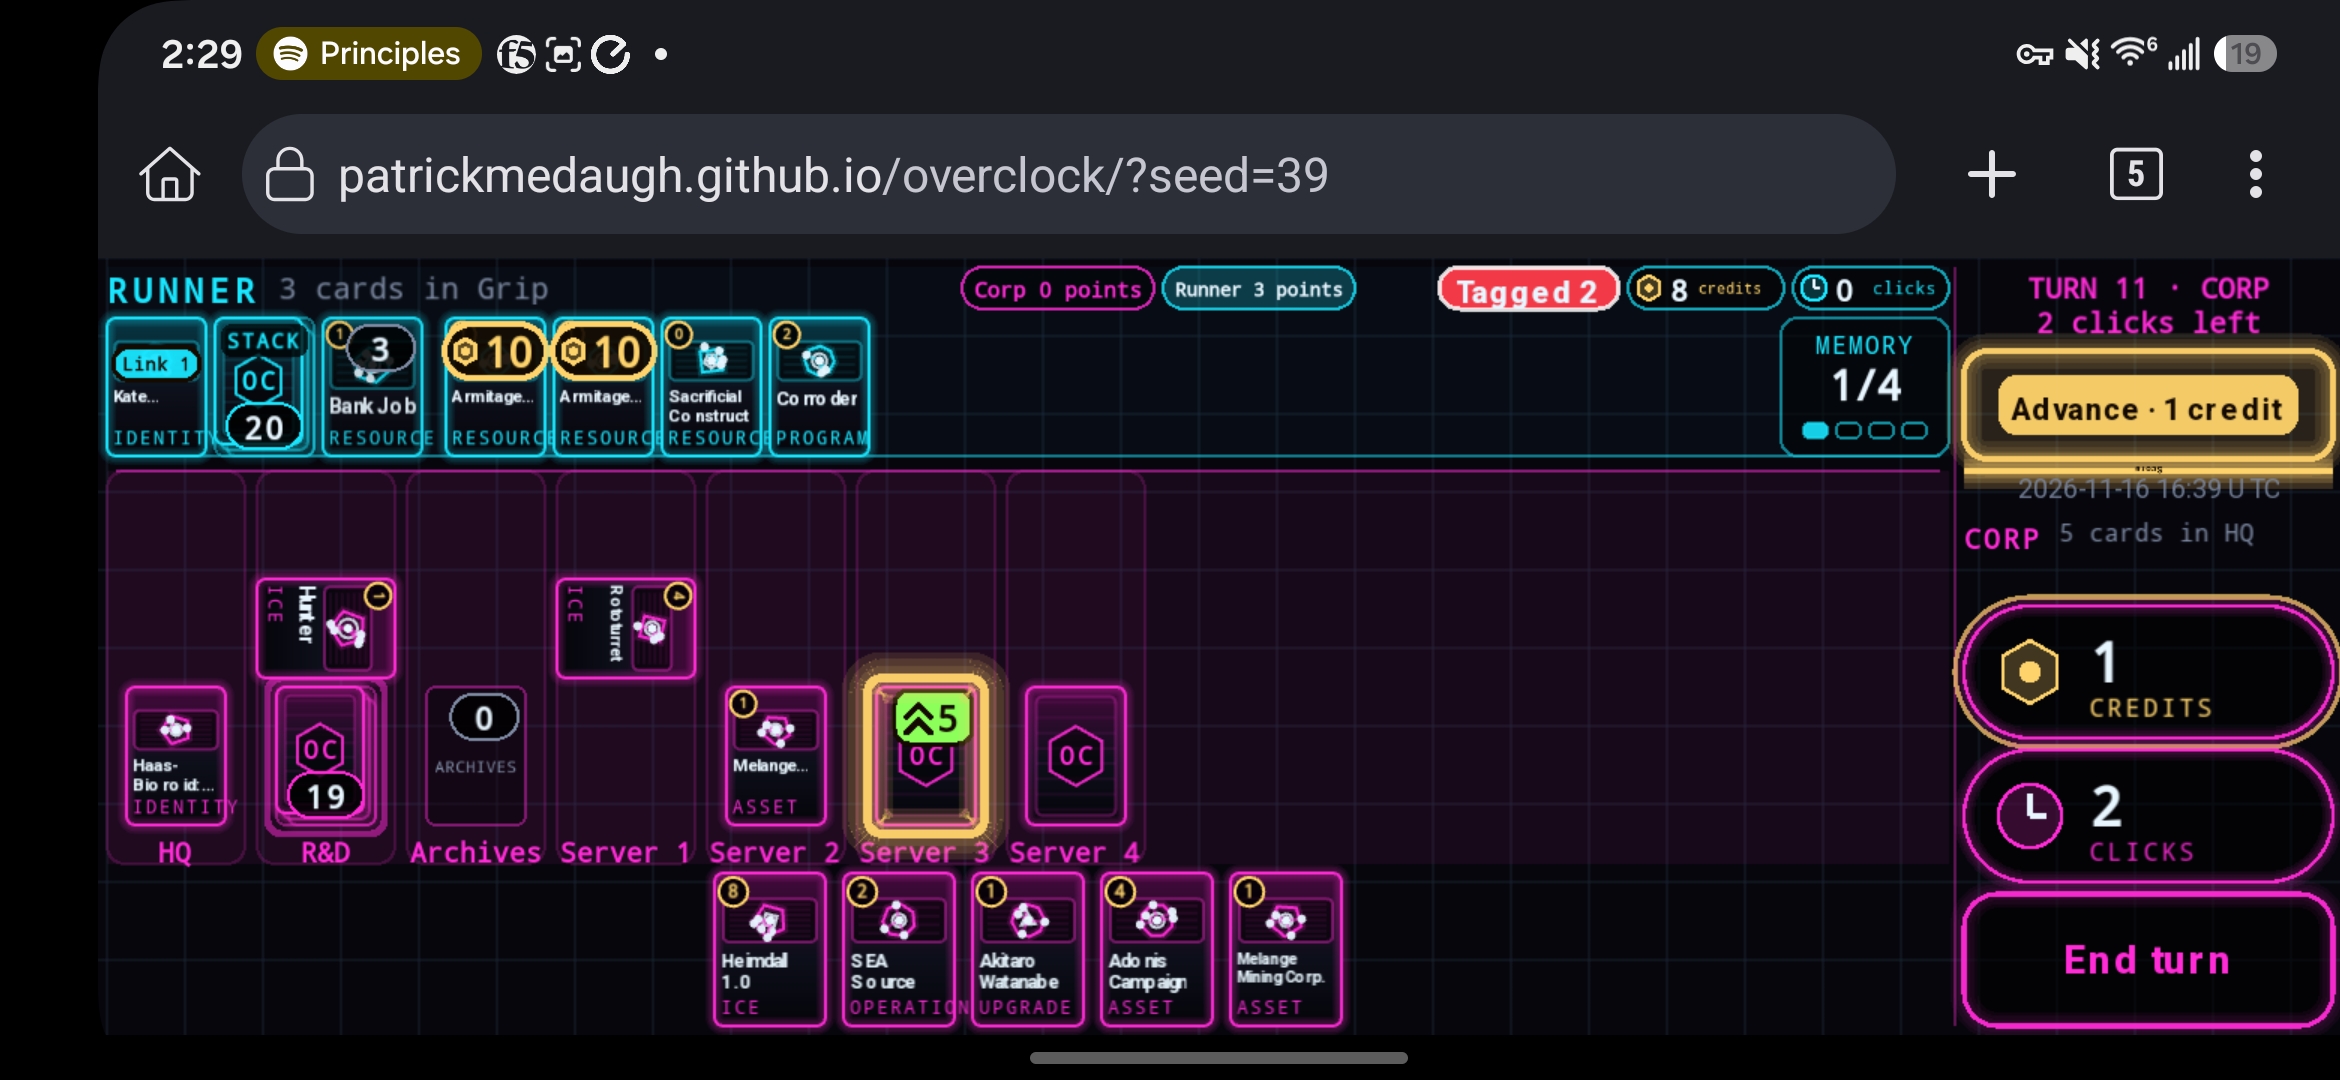 2:29 Principles f5 6 19
patrickmedaugh.github.io/overclock/?seed=39
5
RUNNER 3 cards in Grip
Corp 0 points
Runner 3 points
Tagged 2
8 credits
0 clicks
TURN 11 · CORP
2 clicks left
Link 1
Kate...
IDENTITY
STACK
OC
20
1
3
Bank Job
RESOURCE
10
Armitage...
RESOURCE
10
Armitage...
RESOURCE
0
Sacrificial
Construct
RESOURCE
2
Corroder
PROGRAM
MEMORY
1/4
Advance · 1 credit
Score
2026-11-16 16:39 UTC
CORP 5 cards in HQ
ICE
Hunter
1
ICE
Rototurret
4
Haas-
Bioroid:...
IDENTITY
HQ
OC
19
R&D
0
ARCHIVES
Archives
Server 1
1
Melange...
ASSET
Server 2
5
OC
Server 3
OC
Server 4
1
CREDITS
2
CLICKS
End turn
8
Heimdall
1.0
ICE
2
SEA
Source
OPERATION
1
Akitaro
Watanabe
UPGRADE
4
Adonis
Campaign
ASSET
1
Melange
Mining Corp.
ASSET